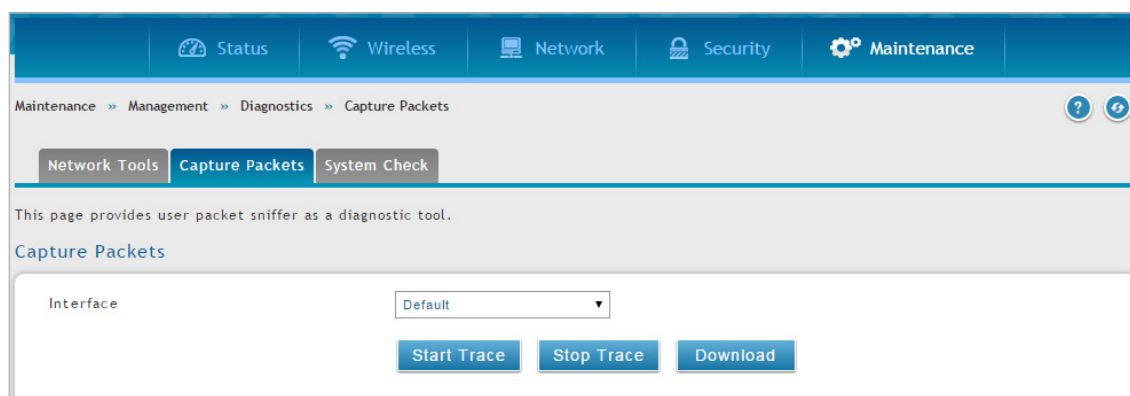 Status Wireless Network Security Maintenance
Maintenance » Management » Diagnostics » Capture Packets
?
Network Tools Capture Packets System Check
This page provides user packet sniffer as a diagnostic tool.
Capture Packets
Interface Default
Start Trace Stop Trace Download